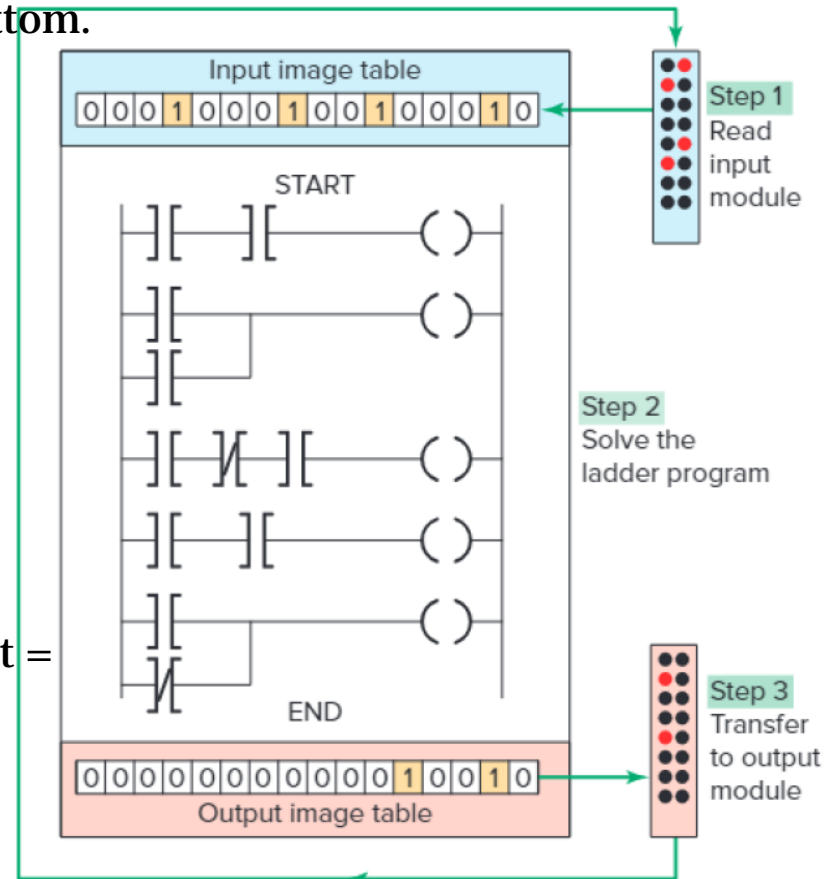 ottom.
Input image table
0 0 0 1 0 0 0 1 0 0 1 0 0 0 1 0
Step 1
Read
input
module
START
Step 2
Solve the
ladder program
t =
END
Step 3
Transfer
to output
module
0 0 0 0 0 0 0 0 0 0 0 1 0 0 1 0
Output image table